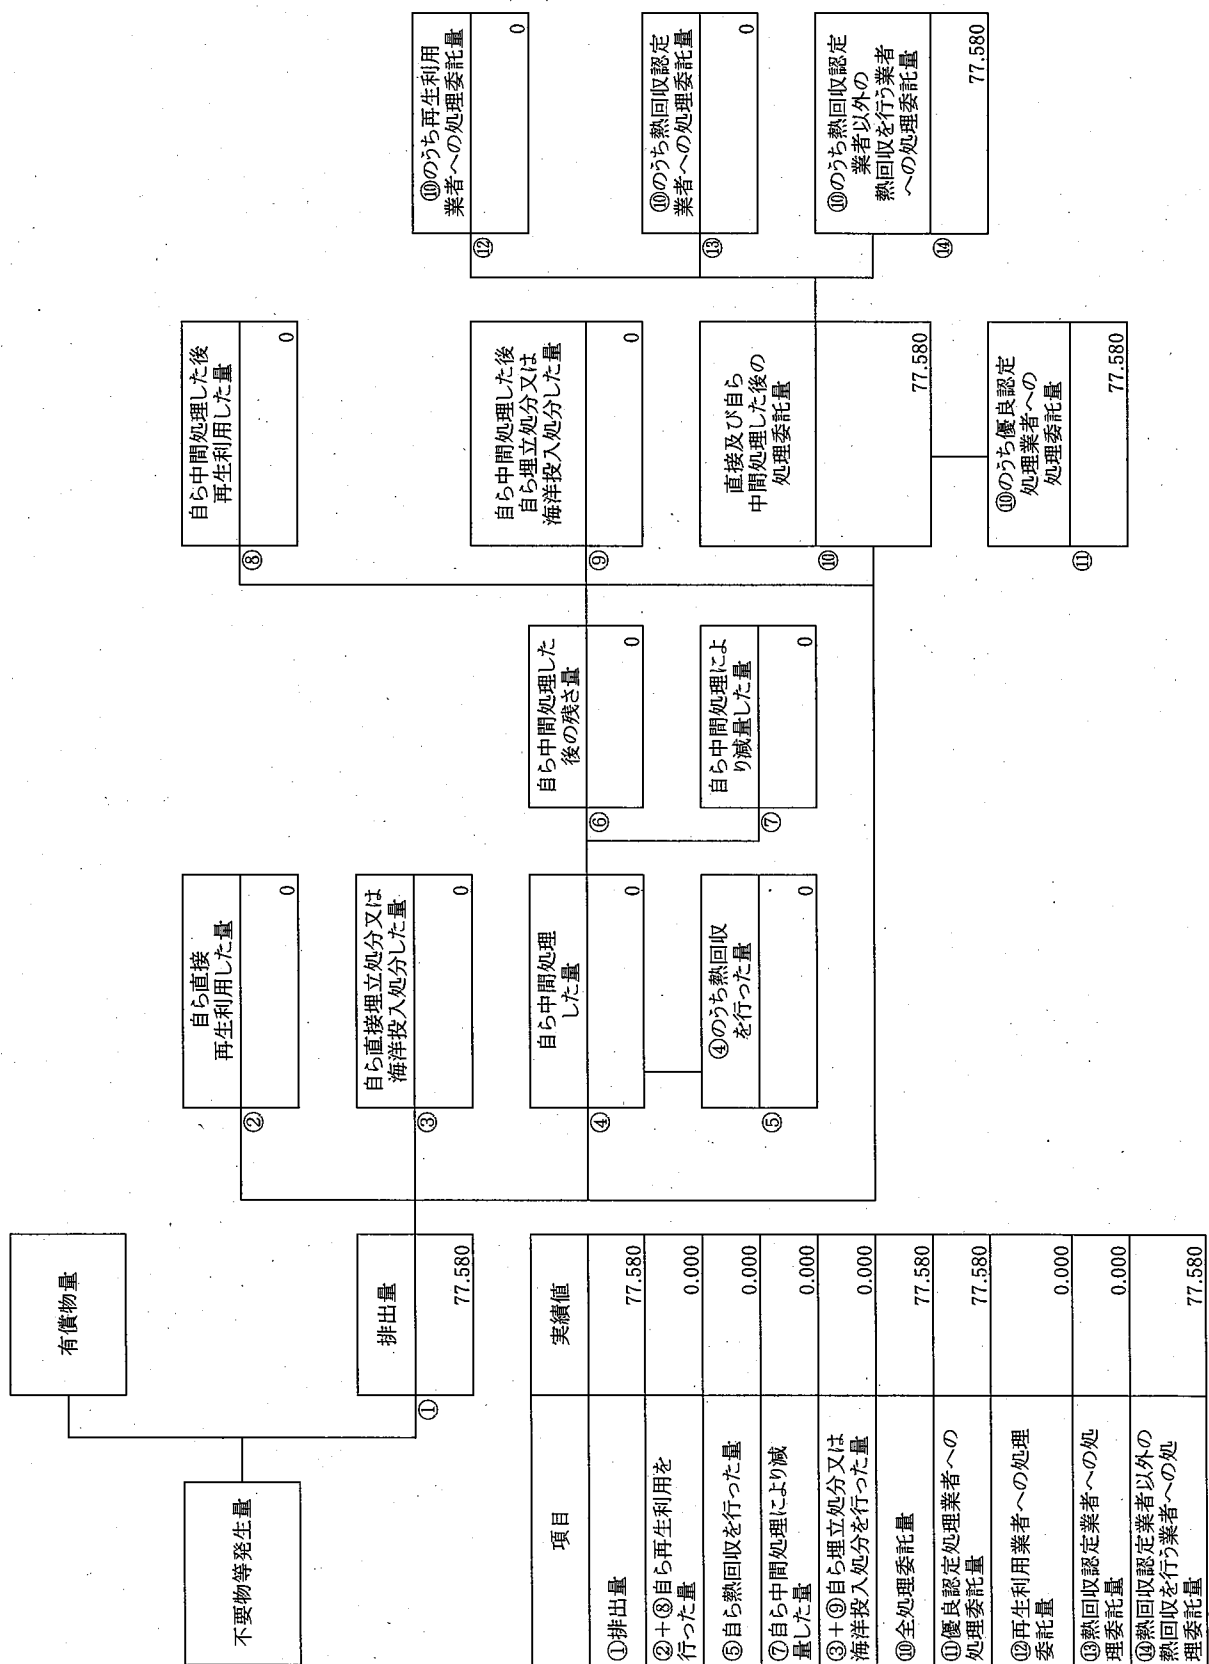 不要物等発生量
有償物量
排出量
①
77.580
自ら直接
再生利用した量
②
0
自ら直接埋立処分又は
海洋投入処分した量
③
0
自ら中間処理
した量
④
0
④のうち熱回収
を行った量
⑤
0
自ら中間処理した
後の残さ量
⑥
0
自ら中間処理によ
り減量した量
⑦
0
自ら中間処理した後
再生利用した量
⑧
0
自ら中間処理した後
自ら埋立処分又は
海洋投入処分した量
⑨
0
直接及び自ら
中間処理した後の
処理委託量
⑩
77.580
⑩のうち優良認定
処理業者への
処理委託量
⑪
77.580
⑩のうち再生利用
業者への処理委託量
⑫
0
⑩のうち熱回収認定
業者への処理委託量
⑬
0
⑩のうち熱回収認定
業者以外の
熱回収を行う業者
への処理委託量
⑭
77.580
項目
実績値
①排出量
77.580
②+⑧自ら再生利用を
行った量
0.000
⑤自ら熱回収を行った量
0.000
⑦自ら中間処理により減
量した量
0.000
③+⑨自ら埋立処分又は
海洋投入処分を行った量
0.000
⑩全処理委託量
77.580
⑪優良認定処理業者への
処理委託量
77.580
⑫再生利用業者への処理
委託量
0.000
⑬熱回収認定業者への処
理委託量
0.000
⑭熱回収認定業者以外の
熱回収を行う業者への処
理委託量
77.580